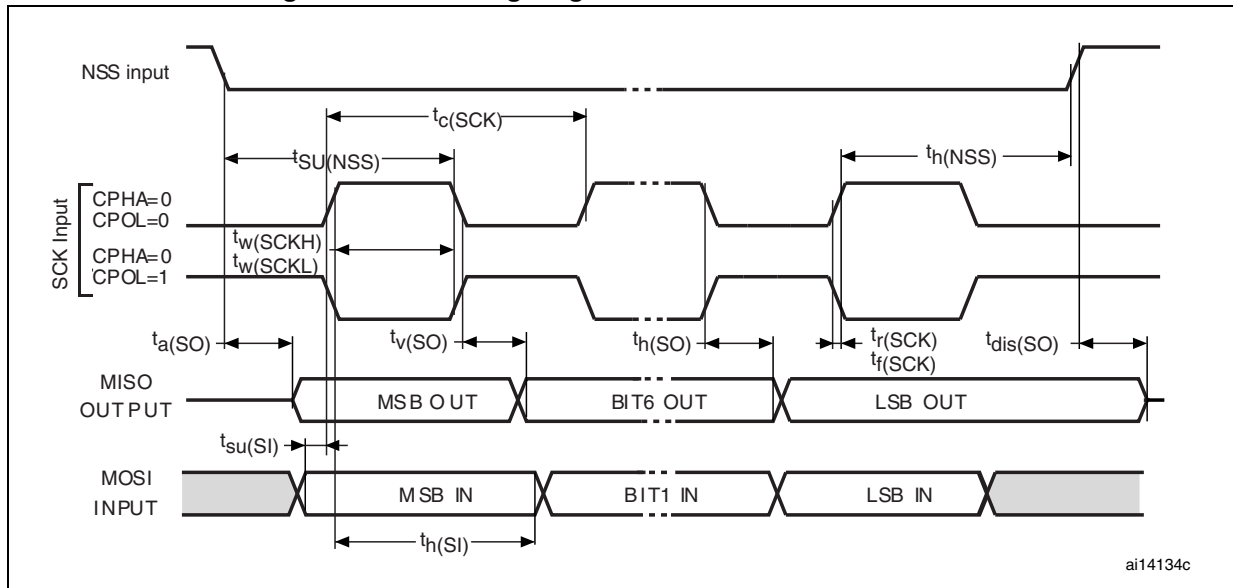 NSS input
tc(SCK)
tSU(NSS)
th(NSS)
SCK Input
CPHA=0
CPOL=0
tw(SCKH)
CPHA=0
tw(SCKL)
CPOL=1
ta(SO)
tv(SO)
th(SO)
tr(SCK)
tf(SCK)
tdis(SO)
MISO
OUTPUT
MSB OUT
BIT6 OUT
LSB OUT
tsu(SI)
MOSI
INPUT
MSB IN
BIT1 IN
LSB IN
th(SI)
ai14134c